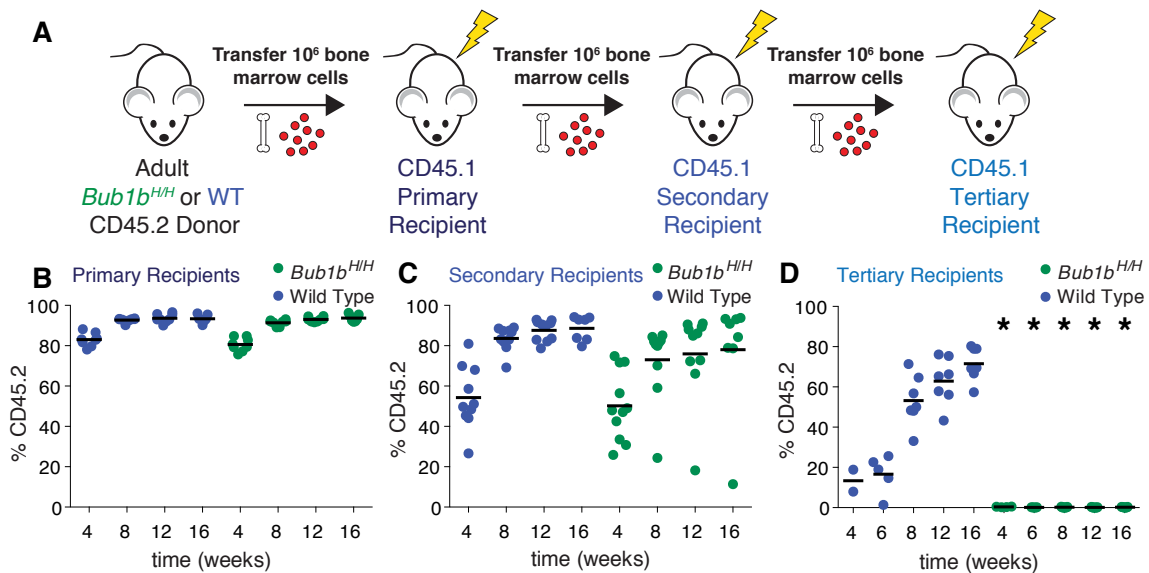 A
Transfer 10⁶ bone
marrow cells
Transfer 10⁶ bone
marrow cells
Transfer 10⁶ bone
marrow cells
Adult
Bub1b^H/H or WT
CD45.2 Donor
CD45.1
Primary
Recipient
CD45.1
Secondary
Recipient
CD45.1
Tertiary
Recipient
B Primary Recipients
Bub1b^H/H
Wild Type
% CD45.2
100
80
60
40
20
0
4 8 12 16 4 8 12 16
time (weeks)
C Secondary Recipients
Bub1b^H/H
Wild Type
% CD45.2
100
80
60
40
20
0
4 8 12 16 4 8 12 16
time (weeks)
D Tertiary Recipients
Bub1b^H/H
Wild Type
* * * * *
% CD45.2
100
80
60
40
20
0
4 6 8 12 16 4 6 8 12 16
time (weeks)